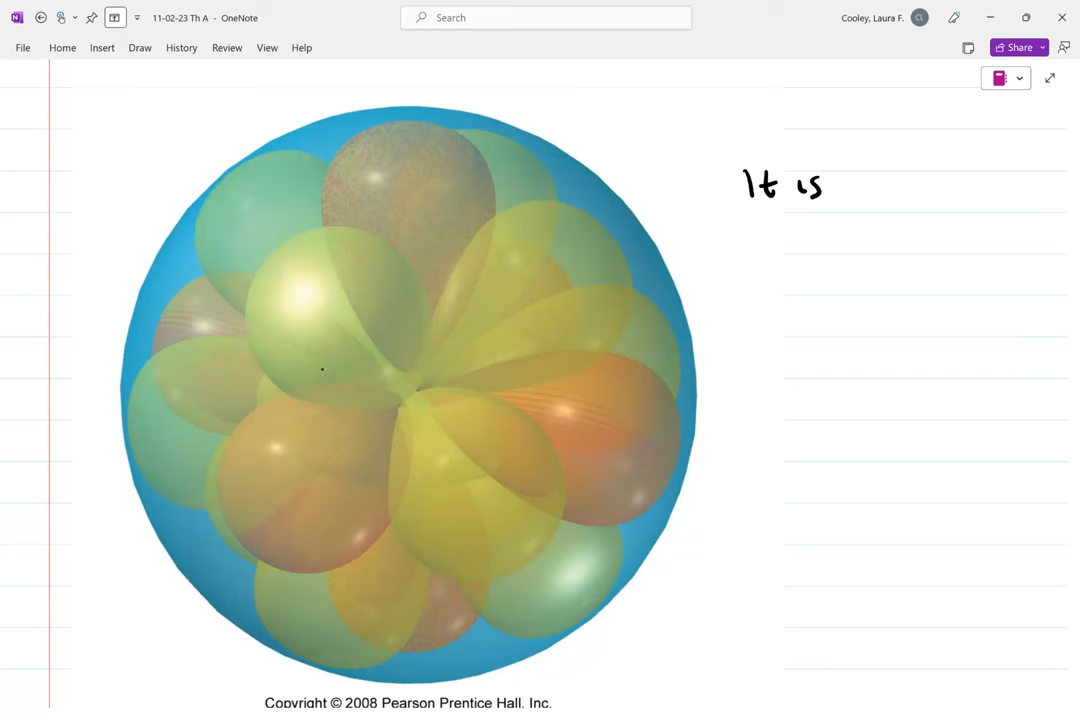 11-02-23 Th A - OneNote
Search
Cooley, Laura F.
CL
File Home Insert Draw History Review View Help
Share
It is
Copyright © 2008 Pearson Prentice Hall, Inc.